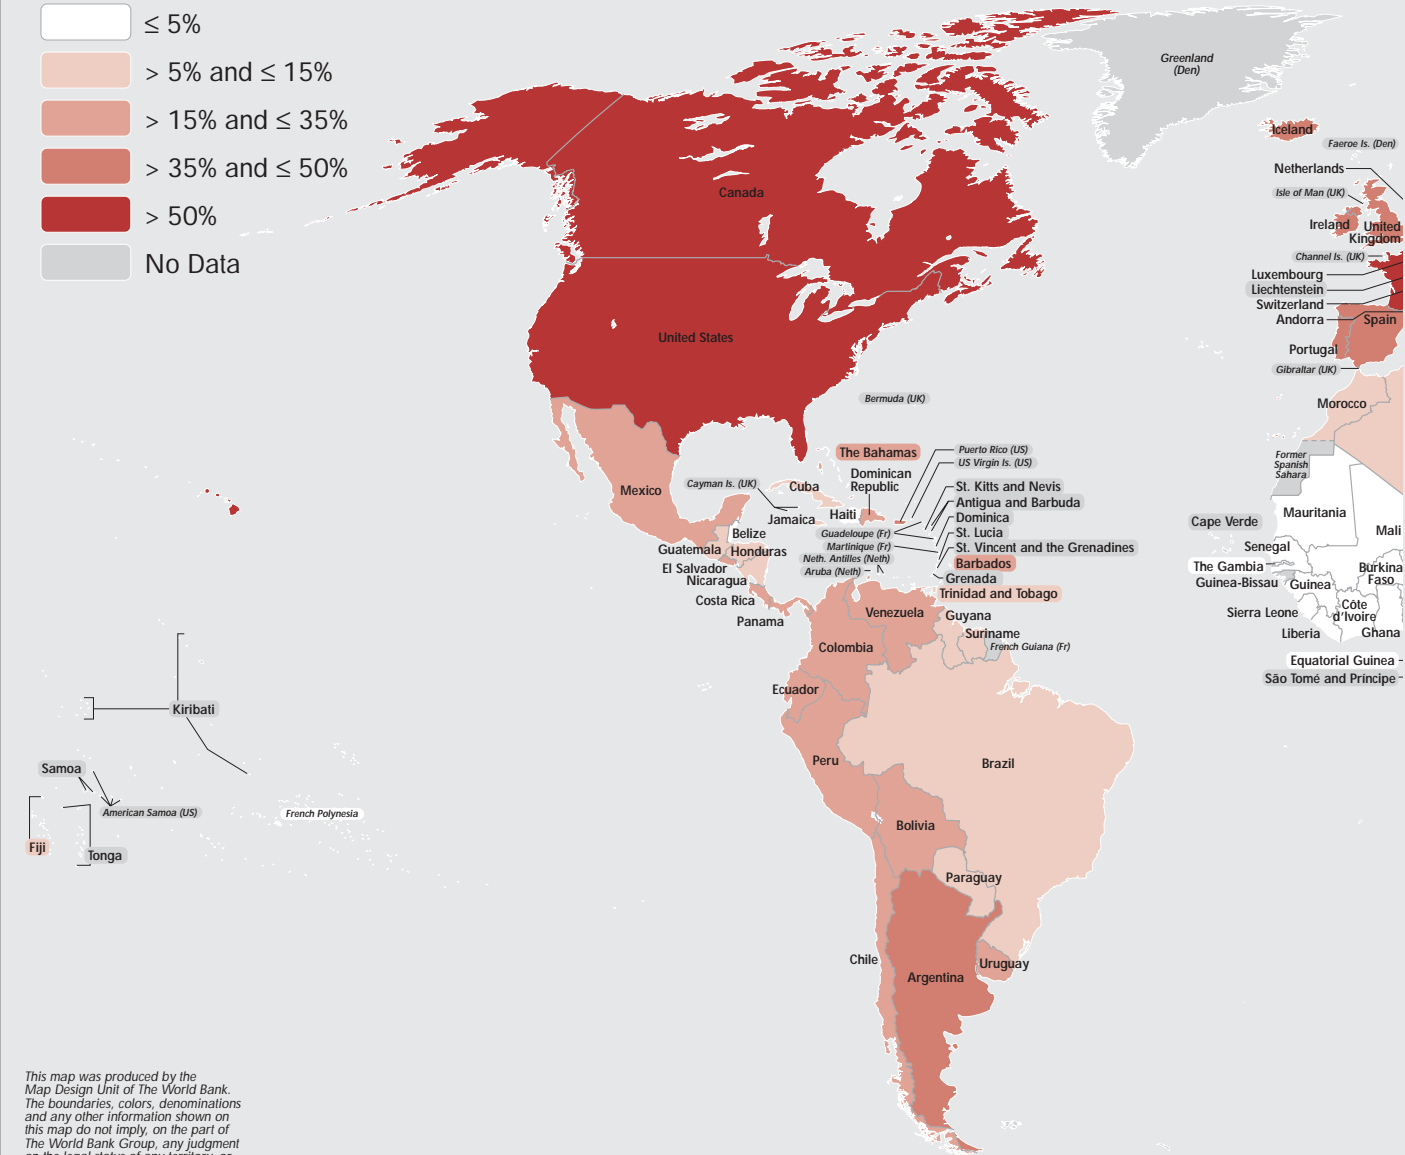 ≤ 5%
> 5% and ≤ 15%
> 15% and ≤ 35%
> 35% and ≤ 50%
> 50%
No Data
Greenland
(Den)
Iceland
Faeroe Is. (Den)
Netherlands
Isle of Man (UK)
Canada
Ireland
United
Kingdom
Channel Is. (UK)
Luxembourg
Liechtenstein
Switzerland
Andorra
Spain
United States
Portugal
Gibraltar (UK)
Bermuda (UK)
Morocco
The Bahamas
Puerto Rico (US)
US Virgin Is. (US)
Former
Spanish
Sahara
Dominican
Republic
Cayman Is. (UK)
Cuba
Mexico
St. Kitts and Nevis
Antigua and Barbuda
Haiti
Jamaica
Dominica
Mauritania
Cape Verde
Mali
Belize
Guadeloupe (Fr)
St. Lucia
Martinique (Fr)
St. Vincent and the Grenadines
Senegal
Guatemala
Honduras
Neth. Antilles (Neth)
Barbados
The Gambia
El Salvador
Aruba (Neth)
Burkina
Faso
Nicaragua
Grenada
Guinea-Bissau
Guinea
Trinidad and Tobago
Costa Rica
Venezuela
Guyana
Sierra Leone
Côte
d'Ivoire
Panama
Suriname
Liberia
Ghana
Colombia
French Guiana (Fr)
Equatorial Guinea
São Tomé and Príncipe
Ecuador
Kiribati
Peru
Brazil
Samoa
American Samoa (US)
French Polynesia
Bolivia
Fiji
Tonga
Paraguay
Chile
Uruguay
Argentina
This map was produced by the
Map Design Unit of The World Bank.
The boundaries, colors, denominations
and any other information shown on
this map do not imply, on the part of
The World Bank Group, any judgment